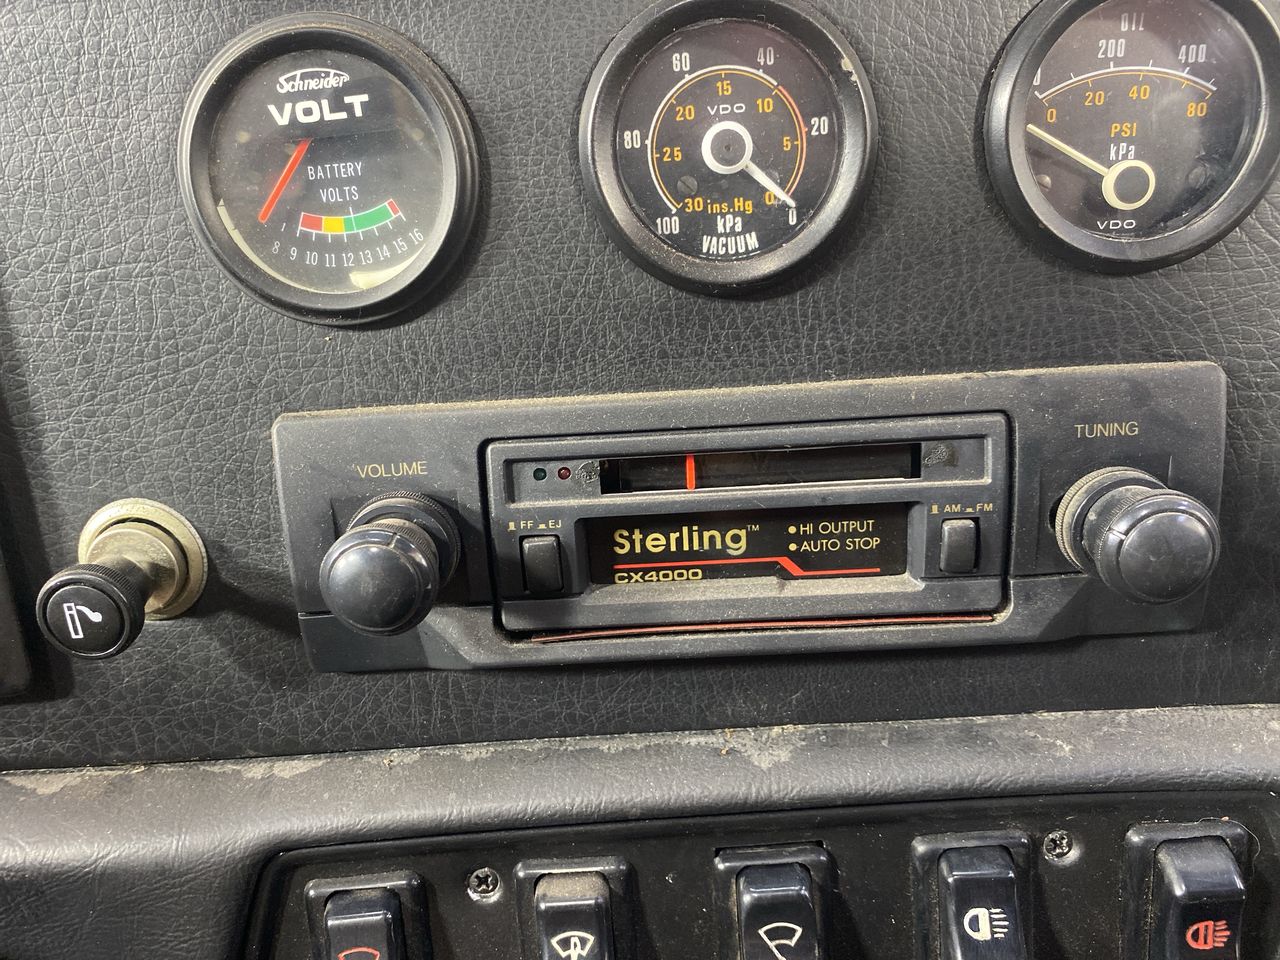 Schneider
VOLT
BATTERY
VOLTS
8 9 10 11 12 13 14 15 16
60 40
15
20 VDO 10
80 20
25 5
30 ins.Hg 0
100 kPa 0
VACUUM
OIL
0 200 400
0 20 40 80
PSI
kPa
VDO
VOLUME
TUNING
FF EJ
AM FM
Sterling™
HI OUTPUT
AUTO STOP
CX4000